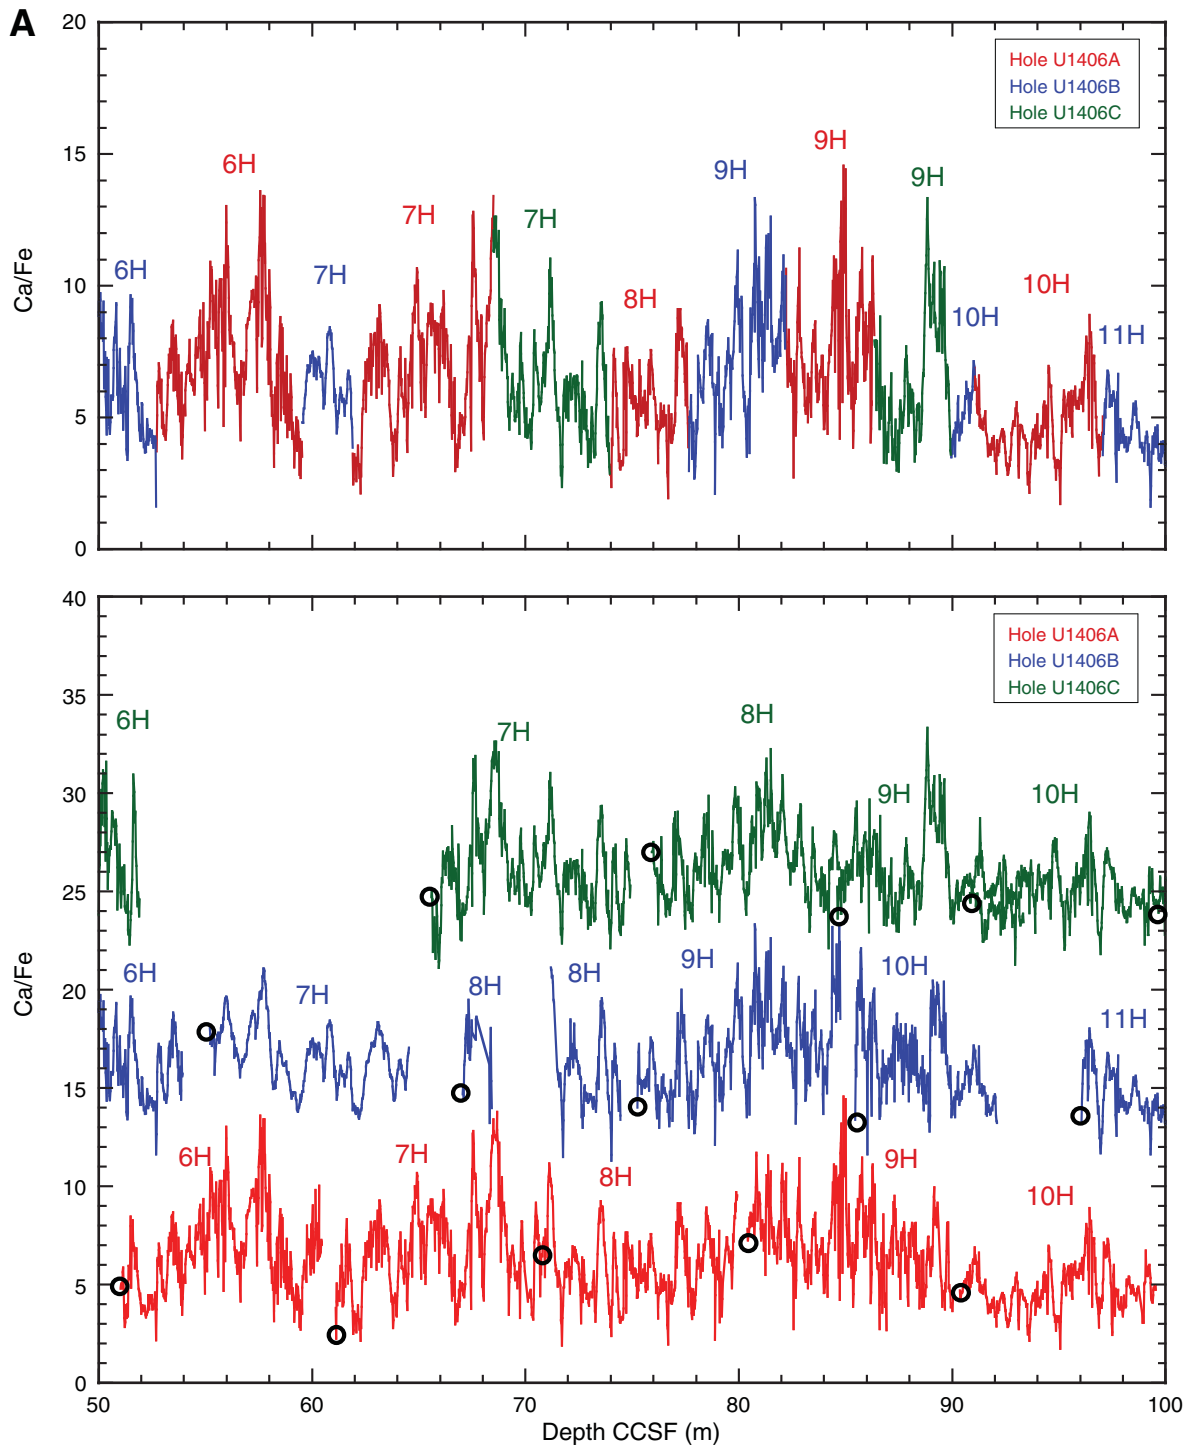 A
20
15
10
5
0
Ca/Fe
Hole U1406A
Hole U1406B
Hole U1406C
6H
6H
7H
7H
7H
8H
9H
9H
9H
10H
10H
11H
40
35
30
25
20
15
10
5
0
Ca/Fe
Hole U1406A
Hole U1406B
Hole U1406C
6H
7H
8H
9H
10H
6H
7H
8H
8H
9H
10H
11H
6H
7H
8H
9H
10H
50
60
70
80
90
100
Depth CCSF (m)